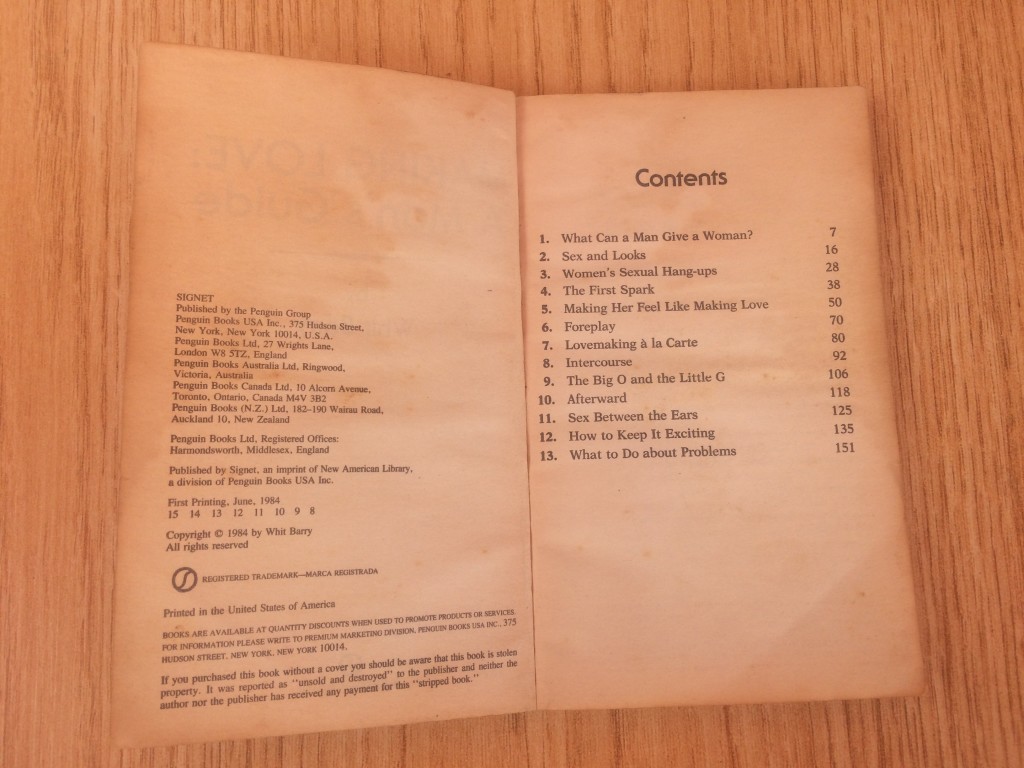 SIGNET
Published by the Penguin Group
Penguin Books USA Inc., 375 Hudson Street,
New York, New York 10014, U.S.A.
Penguin Books Ltd, 27 Wrights Lane,
London W8 5TZ, England
Penguin Books Australia Ltd, Ringwood,
Victoria, Australia
Penguin Books Canada Ltd, 10 Alcorn Avenue,
Toronto, Ontario, Canada M4V 3B2
Penguin Books (N.Z.) Ltd, 182–190 Wairau Road,
Auckland 10, New Zealand
Penguin Books Ltd, Registered Offices:
Harmondsworth, Middlesex, England
Published by Signet, an imprint of New American Library,
a division of Penguin Books USA Inc.
First Printing, June, 1984
15 14 13 12 11 10 9 8
Copyright © 1984 by Whit Barry
All rights reserved
REGISTERED TRADEMARK—MARCA REGISTRADA
Printed in the United States of America
BOOKS ARE AVAILABLE AT QUANTITY DISCOUNTS WHEN USED TO PROMOTE PRODUCTS OR SERVICES.
FOR INFORMATION PLEASE WRITE TO PREMIUM MARKETING DIVISION, PENGUIN BOOKS USA INC., 375
HUDSON STREET, NEW YORK, NEW YORK 10014.
If you purchased this book without a cover you should be aware that this book is stolen
property. It was reported as "unsold and destroyed" to the publisher and neither the
author nor the publisher has received any payment for this "stripped book."
Contents
1. What Can a Man Give a Woman? 7
2. Sex and Looks 16
3. Women's Sexual Hang-ups 28
4. The First Spark 38
5. Making Her Feel Like Making Love 50
6. Foreplay 70
7. Lovemaking à la Carte 80
8. Intercourse 92
9. The Big O and the Little G 106
10. Afterward 118
11. Sex Between the Ears 125
12. How to Keep It Exciting 135
13. What to Do about Problems 151